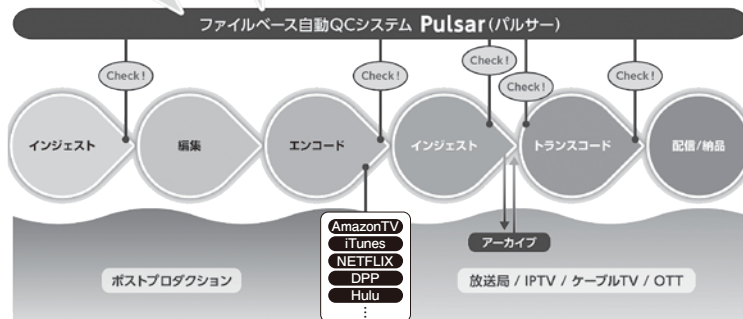 ファイルベース自動QCシステム Pulsar(パルサー)
Check!
Check!
Check!
Check!
Check!
インジェスト
編集
エンコード
インジェスト
トランスコード
配信/納品
AmazonTV
iTunes
NETFLIX
DPP
Hulu
⋮
アーカイブ
ポストプロダクション
放送局 / IPTV / ケーブルTV / OTT